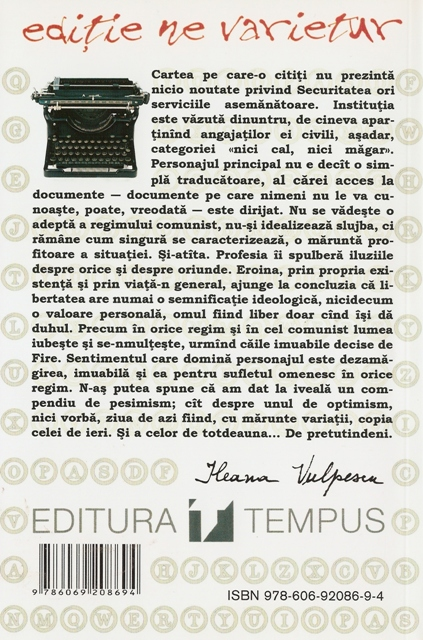 ediție ne varietur
Cartea pe care-o citiți nu prezintă
nicio noutate privind Securitatea ori
serviciile asemănătoare. Instituția
este văzută dinuntru, de cineva apar-
ținînd angajaților ei civili, așadar,
categoriei «nici cal, nici măgar».
Personajul principal nu e decît o sim-
plă traducătoare, al cărei acces la
documente — documente pe care nimeni nu le va cu-
noaște, poate, vreodată — este dirijat. Nu se vădește o
adeptă a regimului comunist, nu-și idealizează slujba, ci
rămâne cum singură se caracterizează, o măruntă pro-
fitoare a situației. Și-atîta. Profesia îi spulberă iluziile
despre orice și despre oriunde. Eroina, prin propria exi-
stență și prin viață-n general, ajunge la concluzia că li-
bertatea are numai o semnificație ideologică, nicidecum
o valoare personală, omul fiind liber doar cînd își dă
duhul. Precum în orice regim și în cel comunist lumea
iubește și se-nmulțește, urmînd căile imuabile decise de
Fire. Sentimentul care domină personajul este dezamă-
girea, imuabilă și ea pentru sufletul omenesc în orice
regim. N-aș putea spune că am dat la iveală un com-
pendiu de pesimism; cît despre unul de optimism,
nici vorbă, ziua de azi fiind, cu mărunte variații, copia
celei de ieri. Și a celor de totdeauna... De pretutindeni.
Ileana Vulpescu
EDITURA TEMPUS
9 786069 208694
ISBN 978-606-92086-9-4